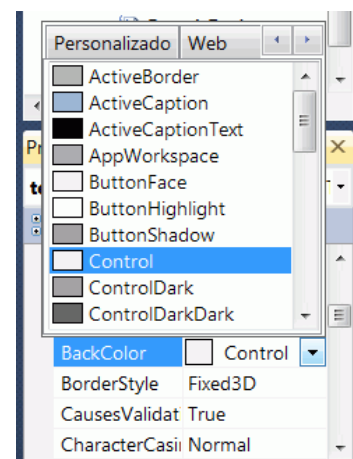 Personalizado Web
ActiveBorder
ActiveCaption
ActiveCaptionText
AppWorkspace
ButtonFace
ButtonHighlight
ButtonShadow
Control
ControlDark
ControlDarkDark
BackColor Control
BorderStyle Fixed3D
CausesValidat True
CharacterCasi Normal